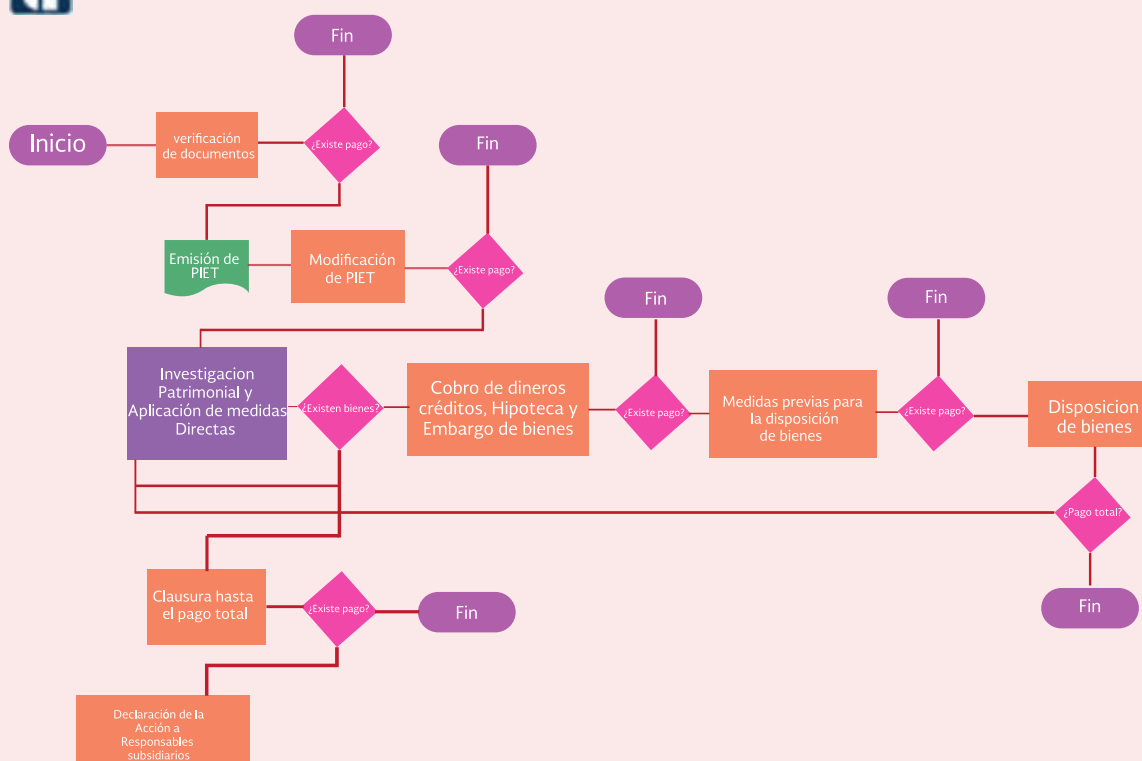 Fin
Inicio
verificación
de documentos
¿Existe pago?
Fin
Emisión de
PIET
Modificación
de PIET
¿Existe pago?
Fin
Fin
Investigacion
Patrimonial y
Aplicación de medidas
Directas
¿Existen bienes?
Cobro de dineros
créditos, Hipoteca y
Embargo de bienes
¿Existe pago?
Medidas previas para
la disposición
de bienes
¿Existe pago?
Disposicion
de bienes
¿Pago total?
Fin
Clausura hasta
el pago total
¿Existe pago?
Fin
Declaración de la
Acción a
Responsables
subsidiarios